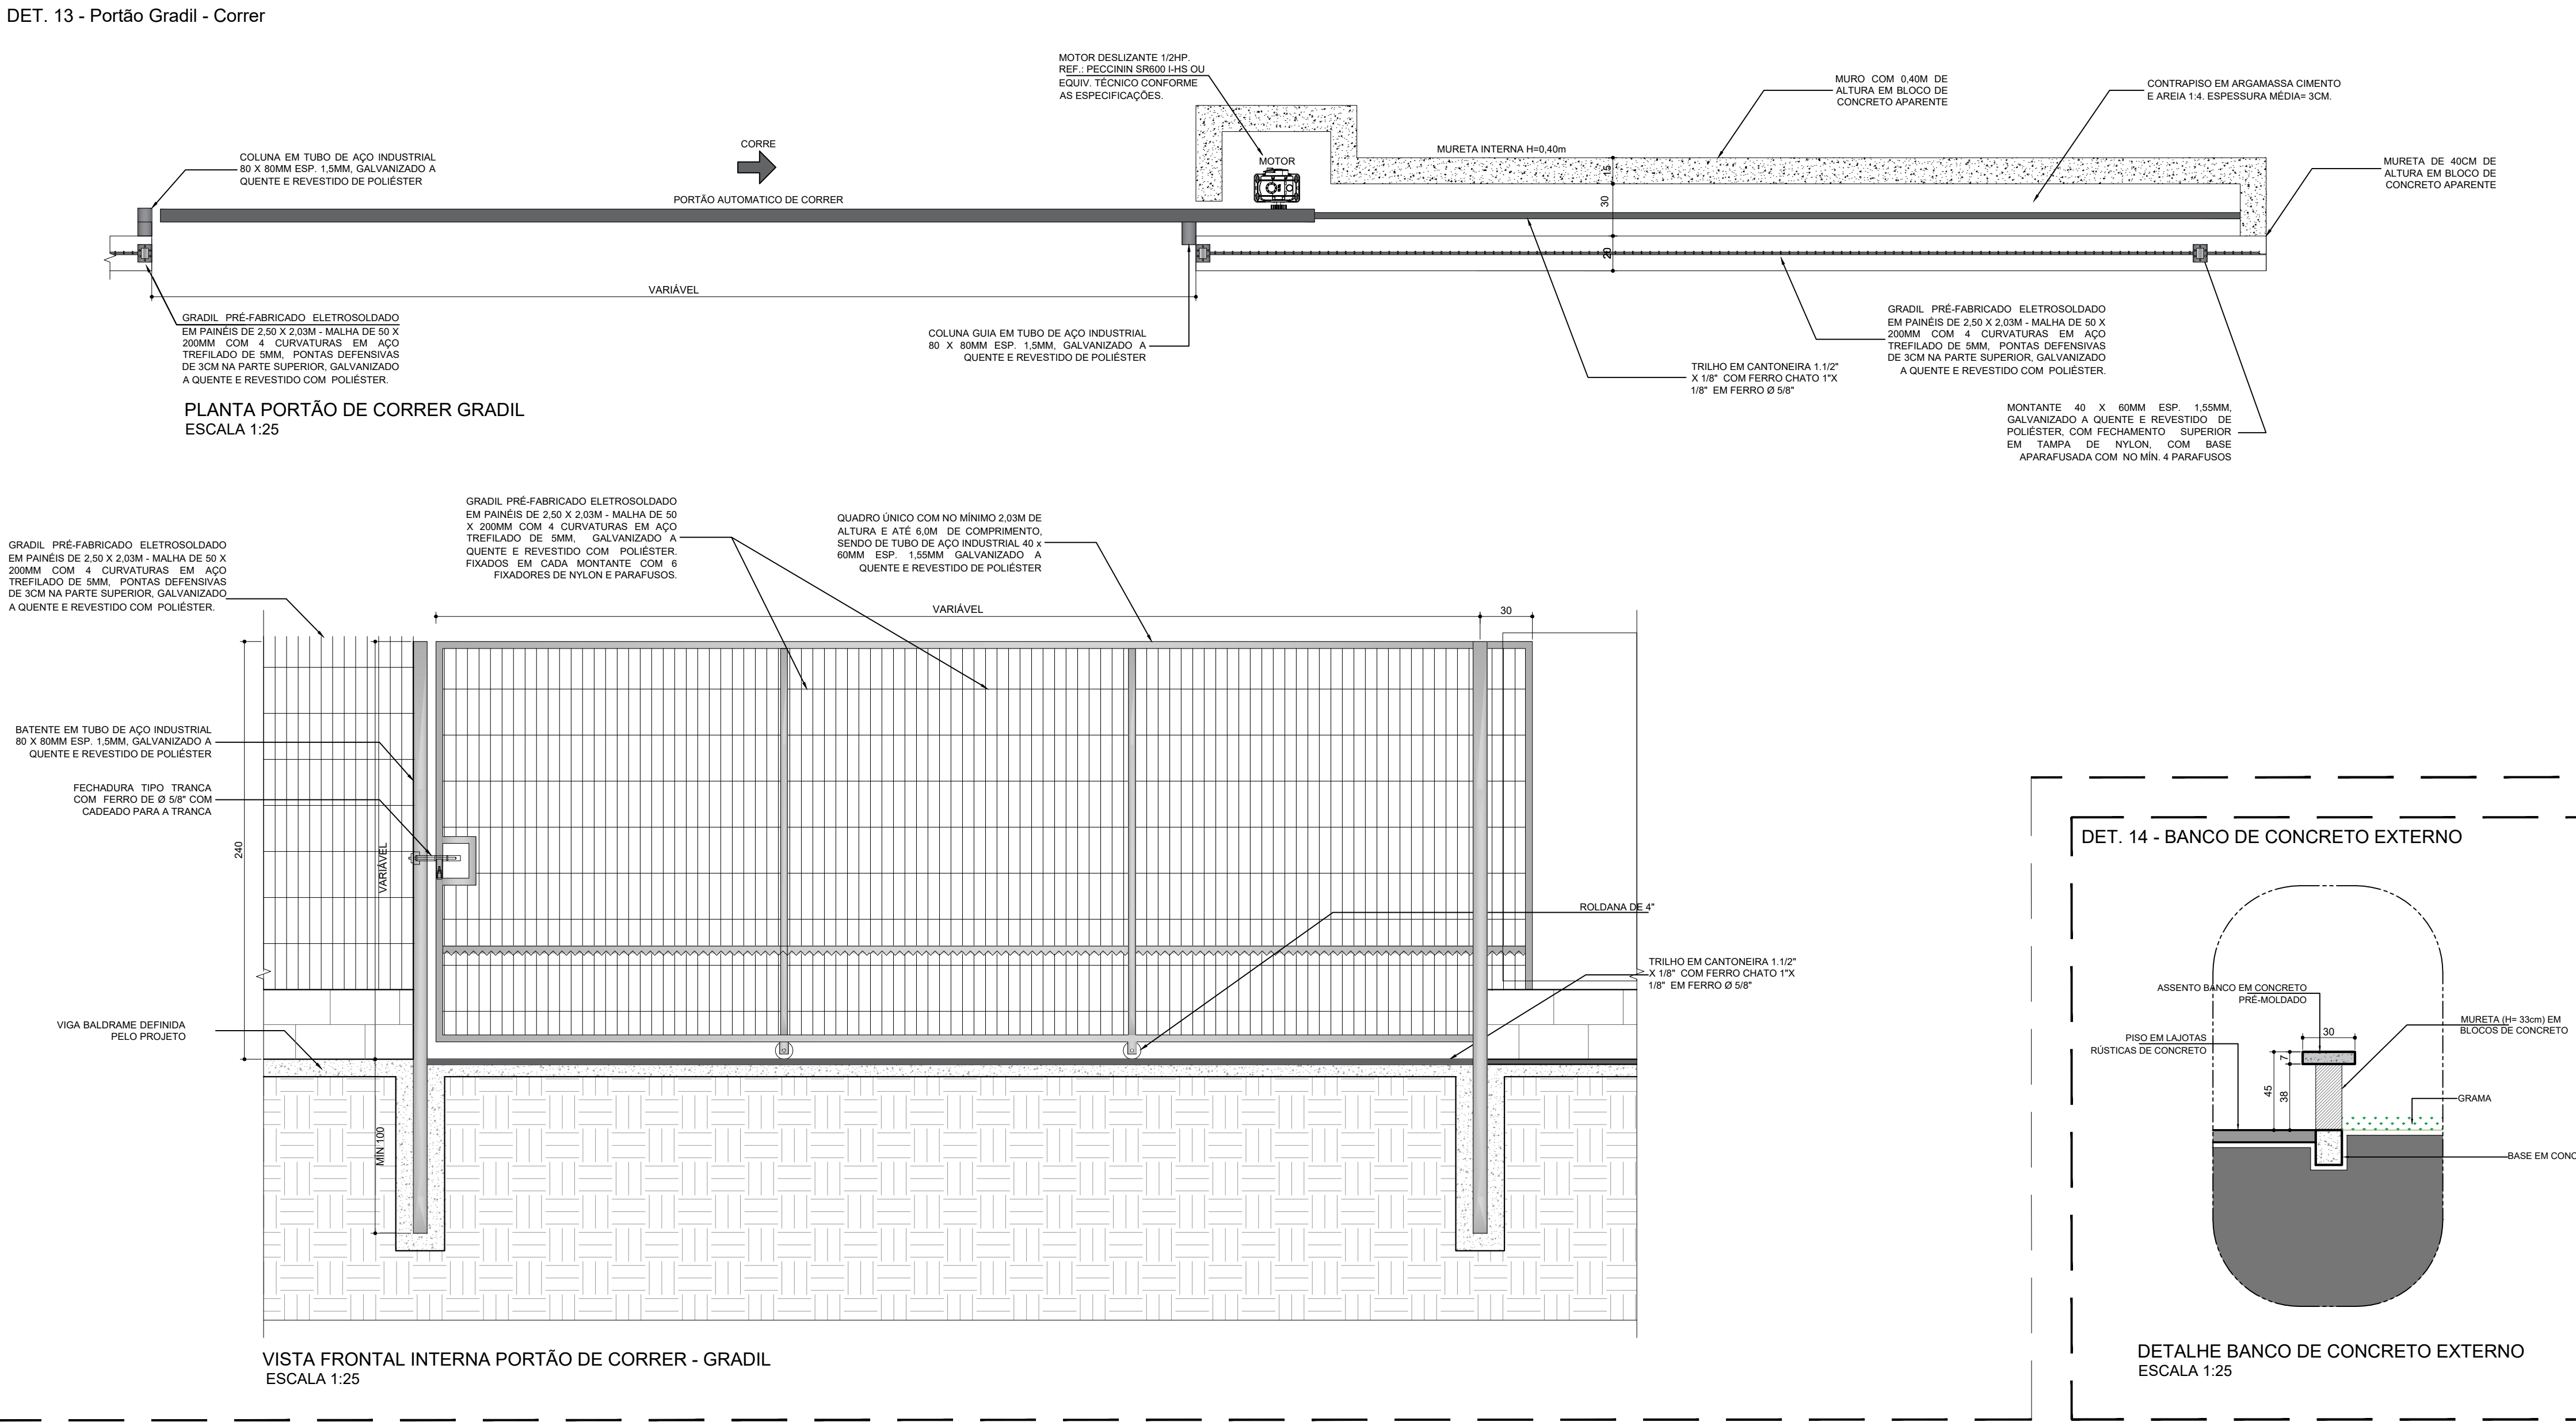 DET. 13 - Portão Gradil - Correr
MOTOR DESLIZANTE 1/2HP.
REF.: PECCININ SR600 I-HS OU
EQUIV. TÉCNICO CONFORME
AS ESPECIFICAÇÕES.
MURO COM 0,40M DE
ALTURA EM BLOCO DE
CONCRETO APARENTE
CONTRAPISO EM ARGAMASSA CIMENTO
E AREIA 1:4. ESPESSURA MÉDIA= 3CM.
COLUNA EM TUBO DE AÇO INDUSTRIAL
80 X 80MM ESP. 1,5MM, GALVANIZADO A
QUENTE E REVESTIDO DE POLIÉSTER
CORRE
PORTÃO AUTOMATICO DE CORRER
MOTOR
MURETA INTERNA H=0,40m
15
30
20
MURETA DE 40CM DE
ALTURA EM BLOCO DE
CONCRETO APARENTE
VARIÁVEL
GRADIL PRÉ-FABRICADO ELETROSOLDADO
EM PAINÉIS DE 2,50 X 2,03M - MALHA DE 50 X
200MM COM 4 CURVATURAS EM AÇO
TREFILADO DE 5MM, PONTAS DEFENSIVAS
DE 3CM NA PARTE SUPERIOR, GALVANIZADO
A QUENTE E REVESTIDO COM POLIÉSTER.
COLUNA GUIA EM TUBO DE AÇO INDUSTRIAL
80 X 80MM ESP. 1,5MM, GALVANIZADO A
QUENTE E REVESTIDO DE POLIÉSTER
TRILHO EM CANTONEIRA 1.1/2"
X 1/8" COM FERRO CHATO 1"X
1/8" EM FERRO Ø 5/8"
GRADIL PRÉ-FABRICADO ELETROSOLDADO
EM PAINÉIS DE 2,50 X 2,03M - MALHA DE 50 X
200MM COM 4 CURVATURAS EM AÇO
TREFILADO DE 5MM, PONTAS DEFENSIVAS
DE 3CM NA PARTE SUPERIOR, GALVANIZADO
A QUENTE E REVESTIDO COM POLIÉSTER.
MONTANTE 40 X 60MM ESP. 1,55MM,
GALVANIZADO A QUENTE E REVESTIDO DE
POLIÉSTER, COM FECHAMENTO SUPERIOR
EM TAMPA DE NYLON, COM BASE
APARAFUSADA COM NO MÍN. 4 PARAFUSOS
PLANTA PORTÃO DE CORRER GRADIL
ESCALA 1:25
GRADIL PRÉ-FABRICADO ELETROSOLDADO
EM PAINÉIS DE 2,50 X 2,03M - MALHA DE 50 X
200MM COM 4 CURVATURAS EM AÇO
TREFILADO DE 5MM, PONTAS DEFENSIVAS
DE 3CM NA PARTE SUPERIOR, GALVANIZADO
A QUENTE E REVESTIDO COM POLIÉSTER.
GRADIL PRÉ-FABRICADO ELETROSOLDADO
EM PAINÉIS DE 2,50 X 2,03M - MALHA DE 50
X 200MM COM 4 CURVATURAS EM AÇO
TREFILADO DE 5MM, GALVANIZADO A
QUENTE E REVESTIDO COM POLIÉSTER.
FIXADOS EM CADA MONTANTE COM 6
FIXADORES DE NYLON E PARAFUSOS.
QUADRO ÚNICO COM NO MÍNIMO 2,03M DE
ALTURA E ATÉ 6,0M DE COMPRIMENTO,
SENDO DE TUBO DE AÇO INDUSTRIAL 40 x
60MM ESP. 1,55MM GALVANIZADO A
QUENTE E REVESTIDO DE POLIÉSTER
VARIÁVEL
30
BATENTE EM TUBO DE AÇO INDUSTRIAL
80 X 80MM ESP. 1,5MM, GALVANIZADO A
QUENTE E REVESTIDO DE POLIÉSTER
FECHADURA TIPO TRANCA
COM FERRO DE Ø 5/8" COM
CADEADO PARA A TRANCA
240
VARIÁVEL
MÍN 100
VIGA BALDRAME DEFINIDA
PELO PROJETO
ROLDANA DE 4"
TRILHO EM CANTONEIRA 1.1/2"
X 1/8" COM FERRO CHATO 1"X
1/8" EM FERRO Ø 5/8"
VISTA FRONTAL INTERNA PORTÃO DE CORRER - GRADIL
ESCALA 1:25
DET. 14 - BANCO DE CONCRETO EXTERNO
ASSENTO BANCO EM CONCRETO
PRÉ-MOLDADO
MURETA (H= 33cm) EM
BLOCOS DE CONCRETO
PISO EM LAJOTAS
RÚSTICAS DE CONCRETO
30
7
45
38
GRAMA
BASE EM CONC
DETALHE BANCO DE CONCRETO EXTERNO
ESCALA 1:25